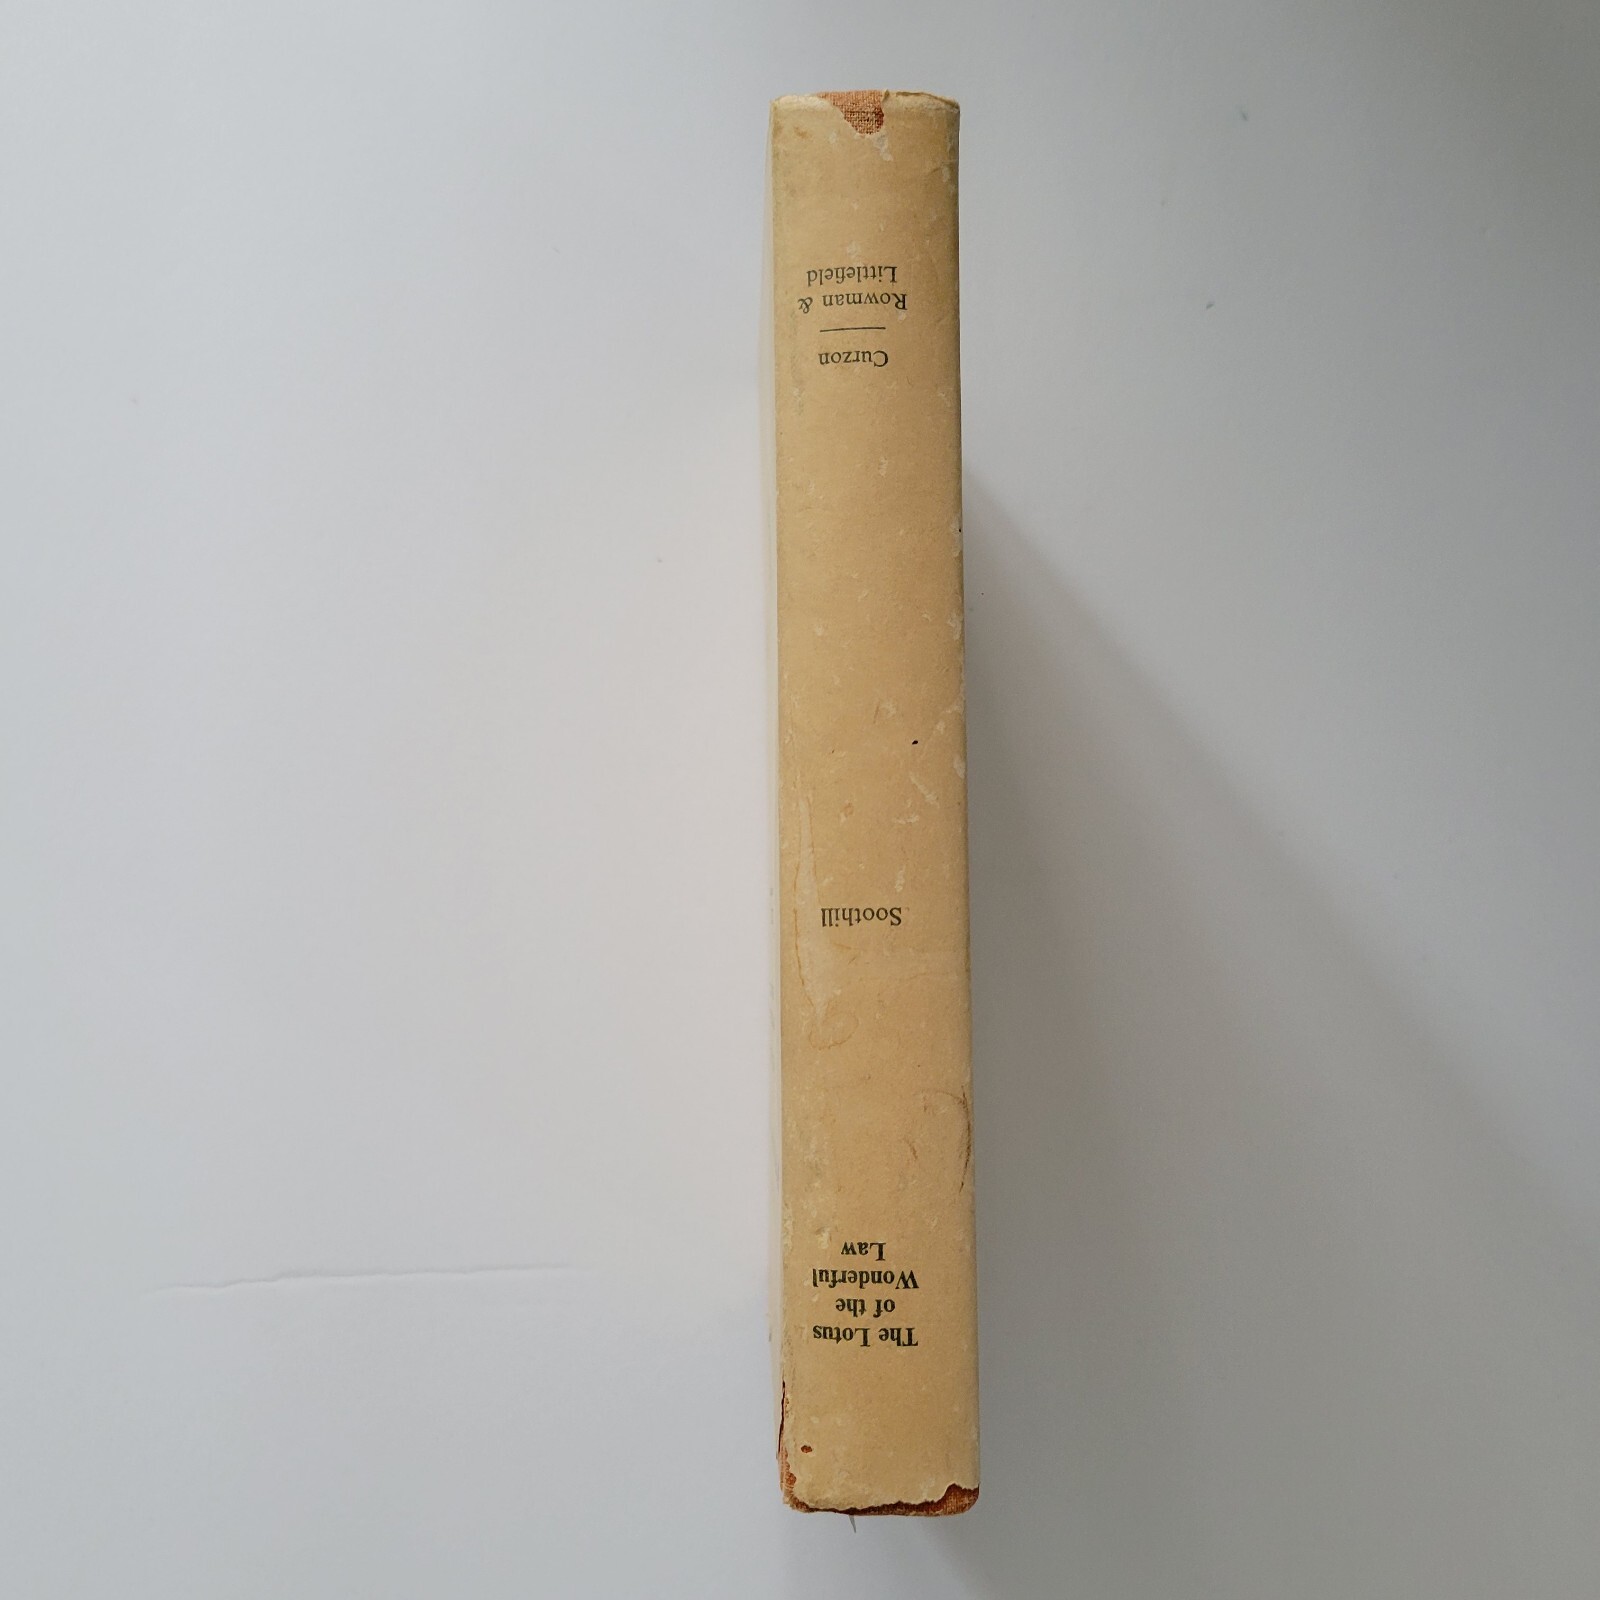 The Lotus
of the
Wonderful
Law
Soothill
Curzon
Rowman &
Littlefield